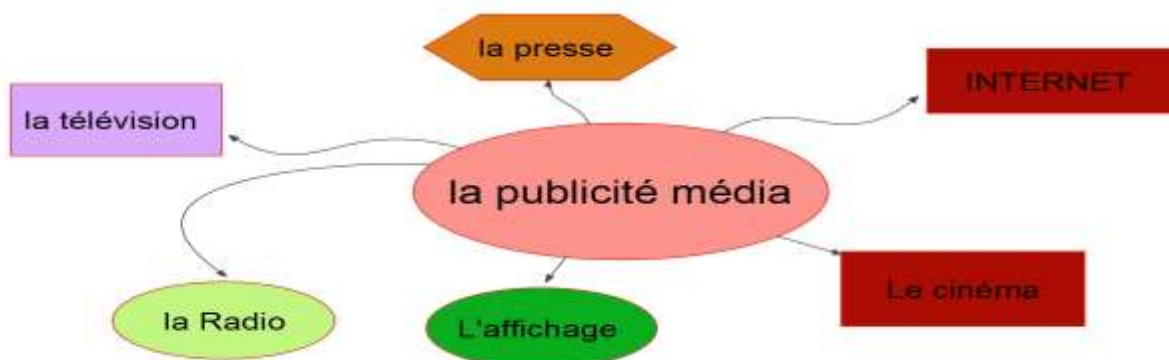 la presse
INTERNET
la télévision
la publicité média
Le cinéma
la Radio
L'affichage